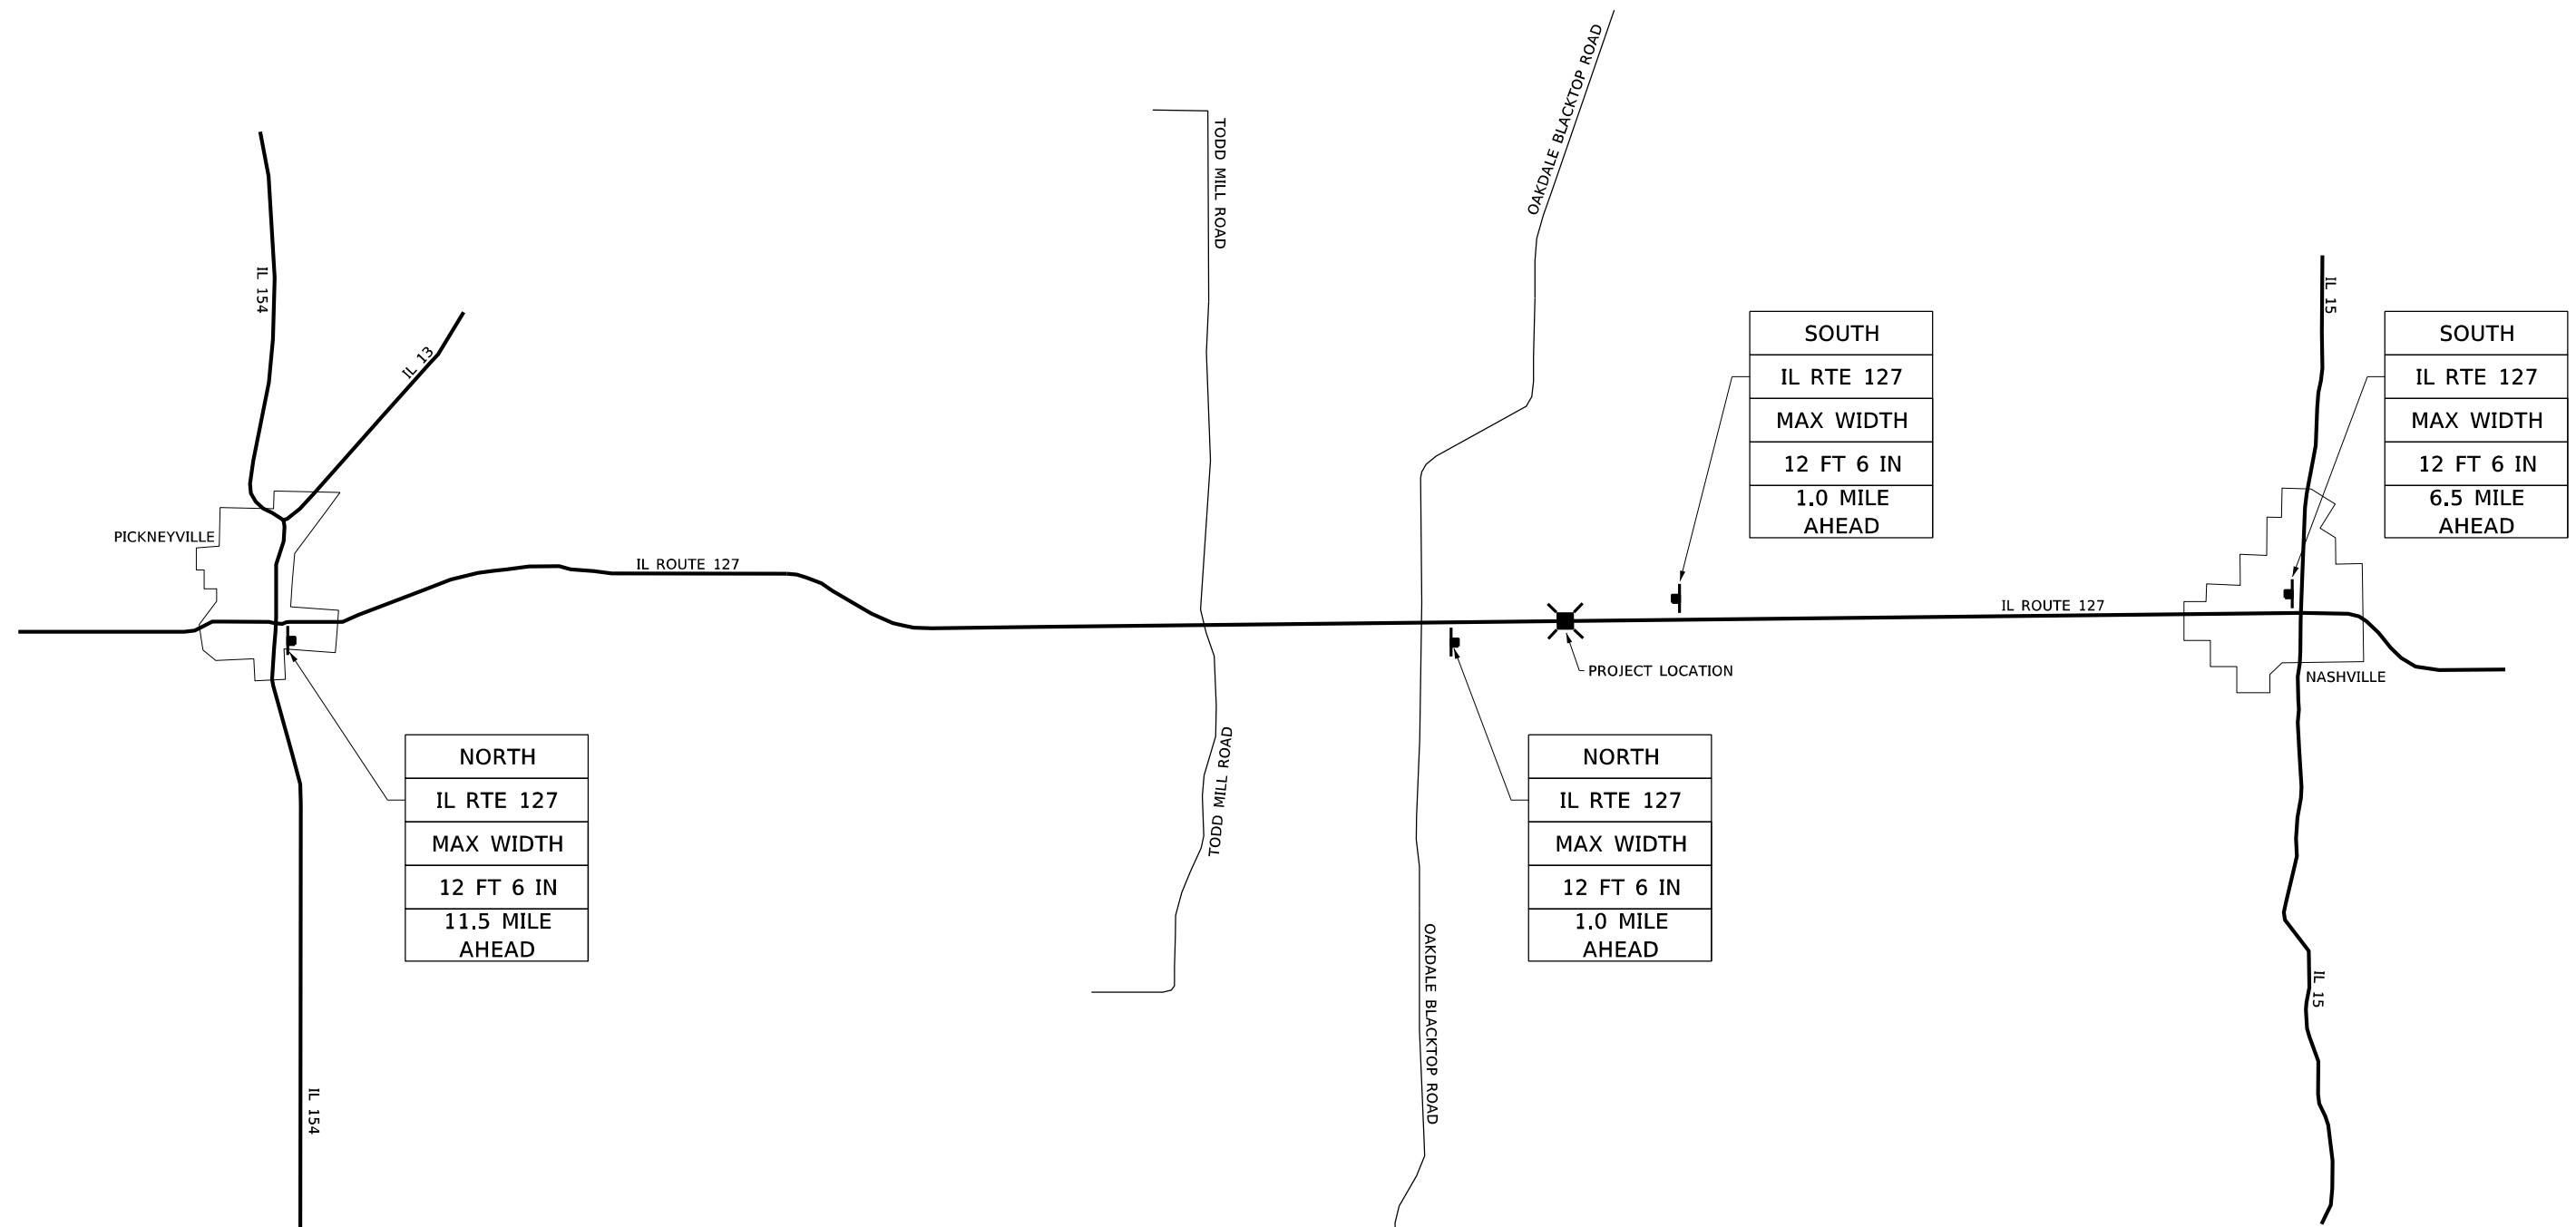 OAKDALE BLACKTOP ROAD
TODD MILL ROAD
IL 154
IL 13
IL 15
SOUTH
IL RTE 127
MAX WIDTH
12 FT 6 IN
1.0 MILE
AHEAD
SOUTH
IL RTE 127
MAX WIDTH
12 FT 6 IN
6.5 MILE
AHEAD
PICKNEYVILLE
IL ROUTE 127
IL ROUTE 127
PROJECT LOCATION
NASHVILLE
NORTH
IL RTE 127
MAX WIDTH
12 FT 6 IN
11.5 MILE
AHEAD
TODD MILL ROAD
NORTH
IL RTE 127
MAX WIDTH
12 FT 6 IN
1.0 MILE
AHEAD
OAKDALE BLACKTOP ROAD
IL 15
IL 154